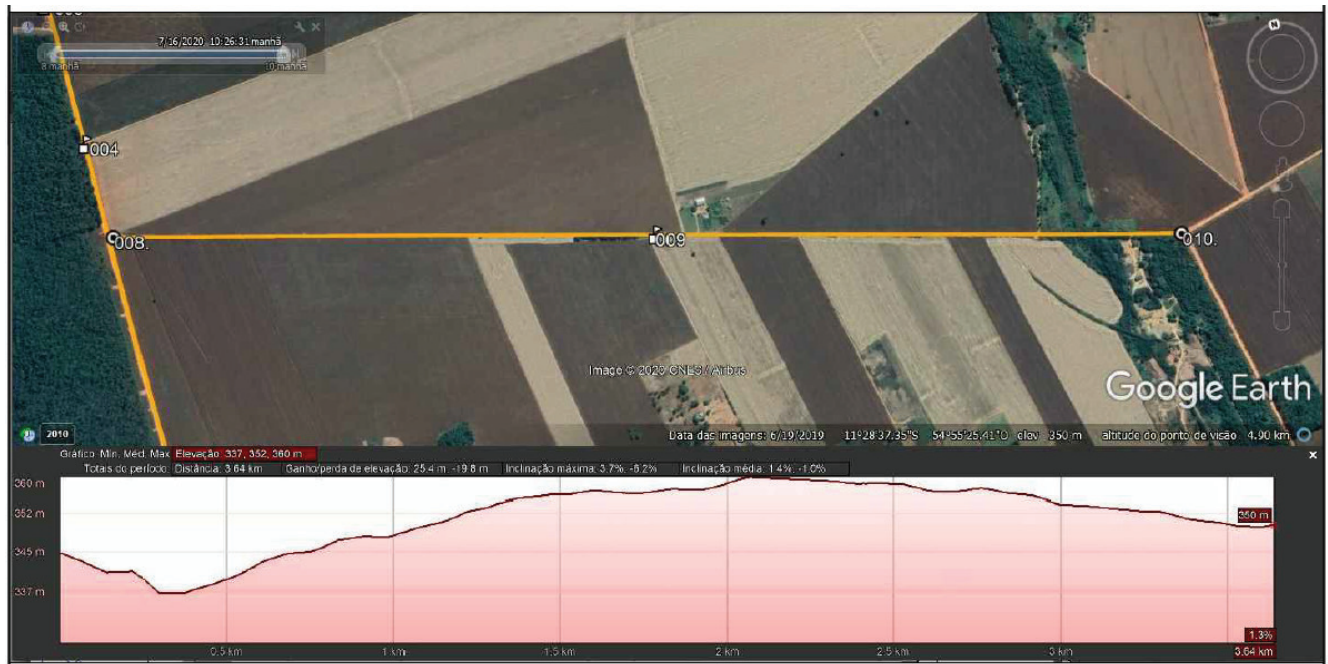 7/16/2020 10:26:31 manhã
8 manhã
10 manhã
N
004
008.
009
010.
Image © 2020 CNES / Airbus
Google Earth
2010
Data das imagens: 6/19/2019 11°28'37.35"S 54°55'25.41"O elev 350 m altitude do ponto de visão 4.90 km
Gráfico: Mín, Méd, Máx Elevação: 337, 352, 360 m
Totais do período: Distância: 3.64 km Ganho/perda de elevação: 25.4 m, -19.8 m Inclinação máxima: 3.7%, -6.2% Inclinação média: 1.4%, -1.0%
360 m
352 m
350 m
345 m
337 m
1.3%
0.5 km 1 km 1.5 km 2 km 2.5 km 3 km 3.64 km